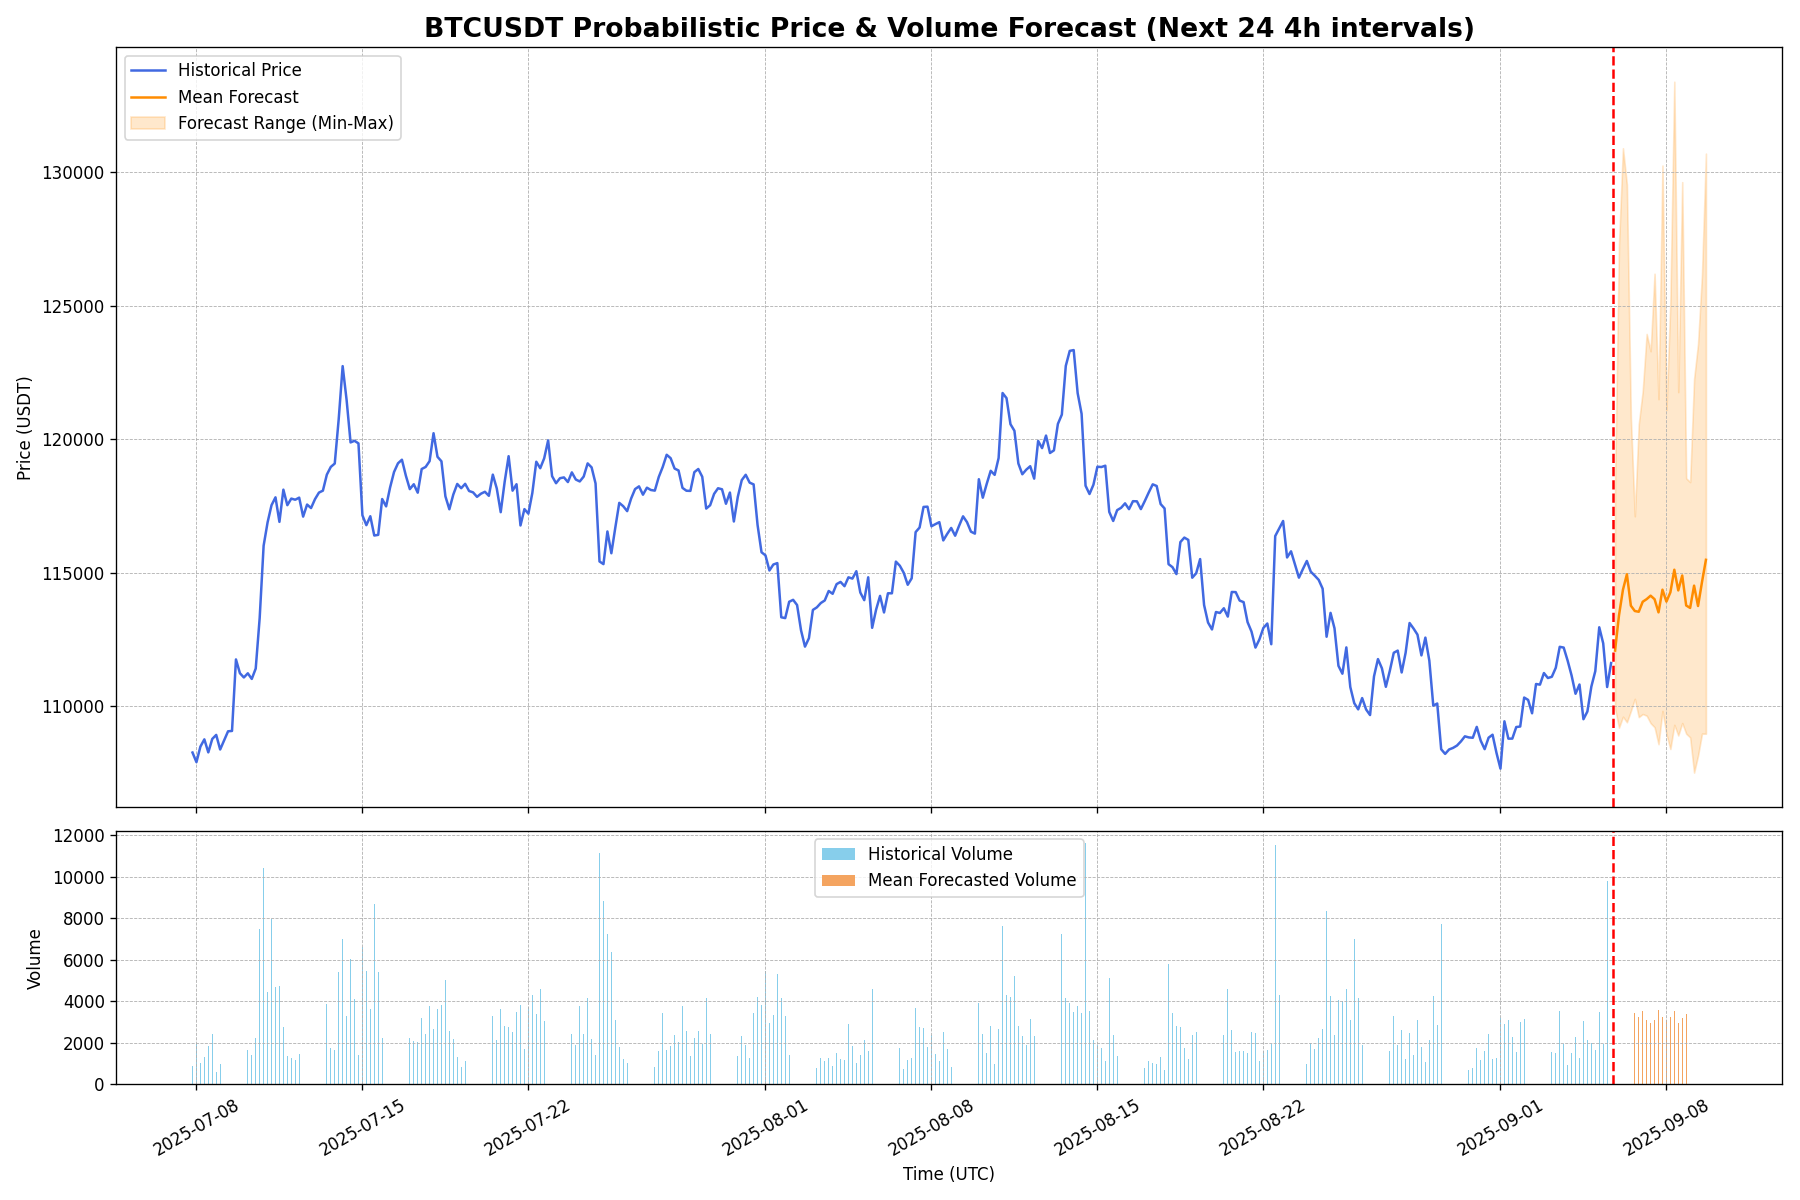 BTCUSDT Probabilistic Price & Volume Forecast (Next 24 4h intervals)
Historical Price
Mean Forecast
Forecast Range (Min-Max)
Price (USDT)
130000
125000
120000
115000
110000
Historical Volume
Mean Forecasted Volume
Volume
12000
10000
8000
6000
4000
2000
0
2025-07-08
2025-07-15
2025-07-22
2025-08-01
2025-08-08
2025-08-15
2025-08-22
2025-09-01
2025-09-08
Time (UTC)